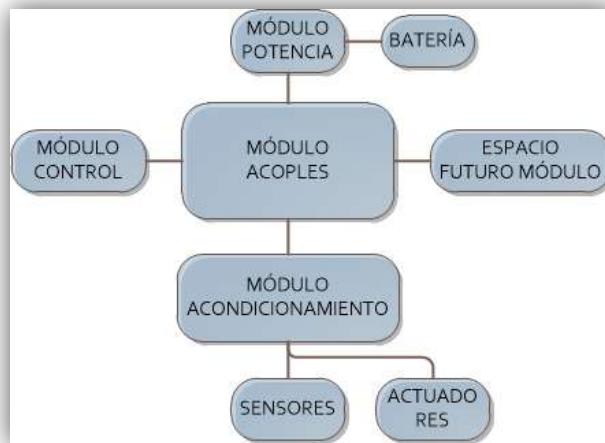 MÓDULO
POTENCIA
BATERÍA
MÓDULO
CONTROL
MÓDULO
ACOPLES
ESPACIO
FUTURO MÓDULO
MÓDULO
ACONDICIONAMIENTO
SENSORES
ACTUADO
RES